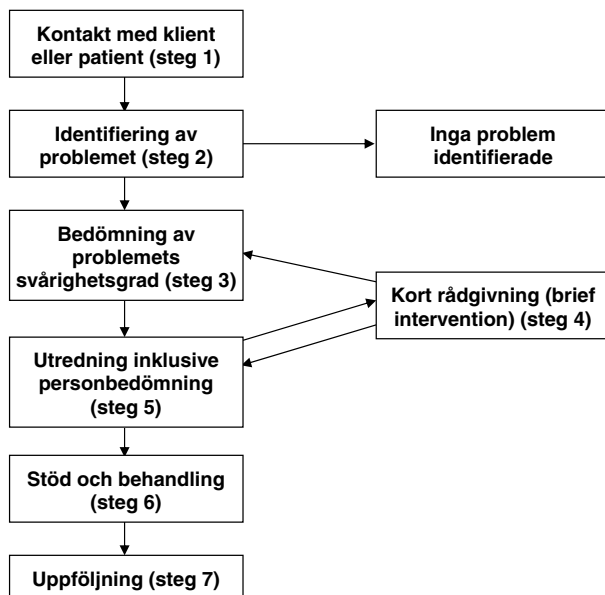 Kontakt med klient
eller patient (steg 1)
Identifiering av
problemet (steg 2)
Inga problem
identifierade
Bedömning av
problemets
svårighetsgrad (steg 3)
Kort rådgivning (brief
intervention) (steg 4)
Utredning inklusive
personbedömning
(steg 5)
Stöd och behandling
(steg 6)
Uppföljning (steg 7)